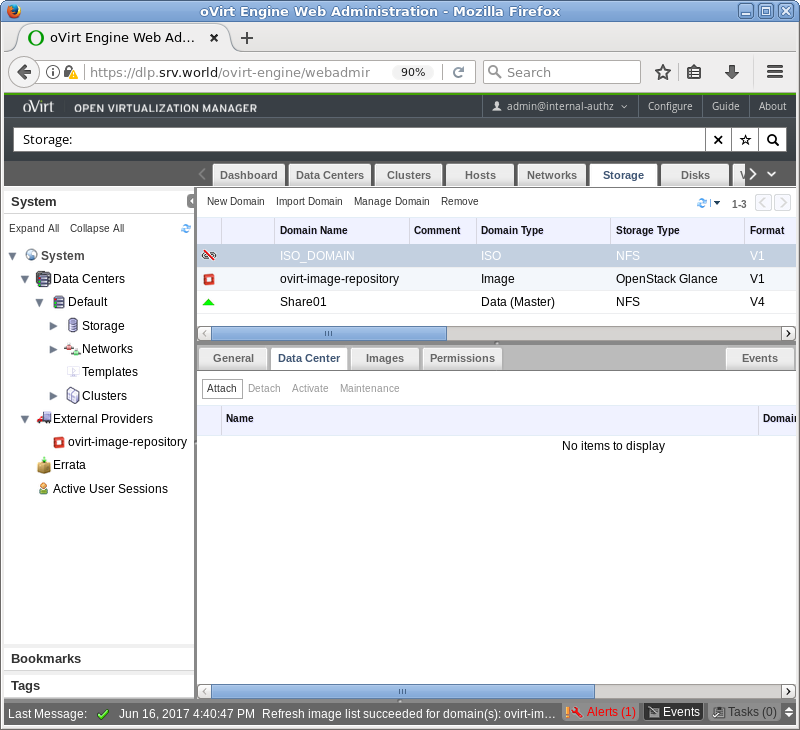 oVirt Engine Web Administration - Mozilla Firefox
oVirt Engine Web Ad...
https://dlp.srv.world/ovirt-engine/webadmir
90%
Search
oVirt
OPEN VIRTUALIZATION MANAGER
admin@internal-authz
Configure
Guide
About
Storage:
Dashboard
Data Centers
Clusters
Hosts
Networks
Storage
Disks
System
Expand All
Collapse All
System
Data Centers
Default
Storage
Networks
Templates
Clusters
External Providers
ovirt-image-repository
Errata
Active User Sessions
Bookmarks
Tags
New Domain
Import Domain
Manage Domain
Remove
1-3
Domain Name Comment Domain Type Storage Type Format
ISO_DOMAIN ISO NFS V1
ovirt-image-repository Image OpenStack Glance V1
Share01 Data (Master) NFS V4
General
Data Center
Images
Permissions
Events
Attach
Detach
Activate
Maintenance
Name Domain
No items to display
Last Message: Jun 16, 2017 4:40:47 PM Refresh image list succeeded for domain(s): ovirt-im...
Alerts (1)
Events
Tasks (0)